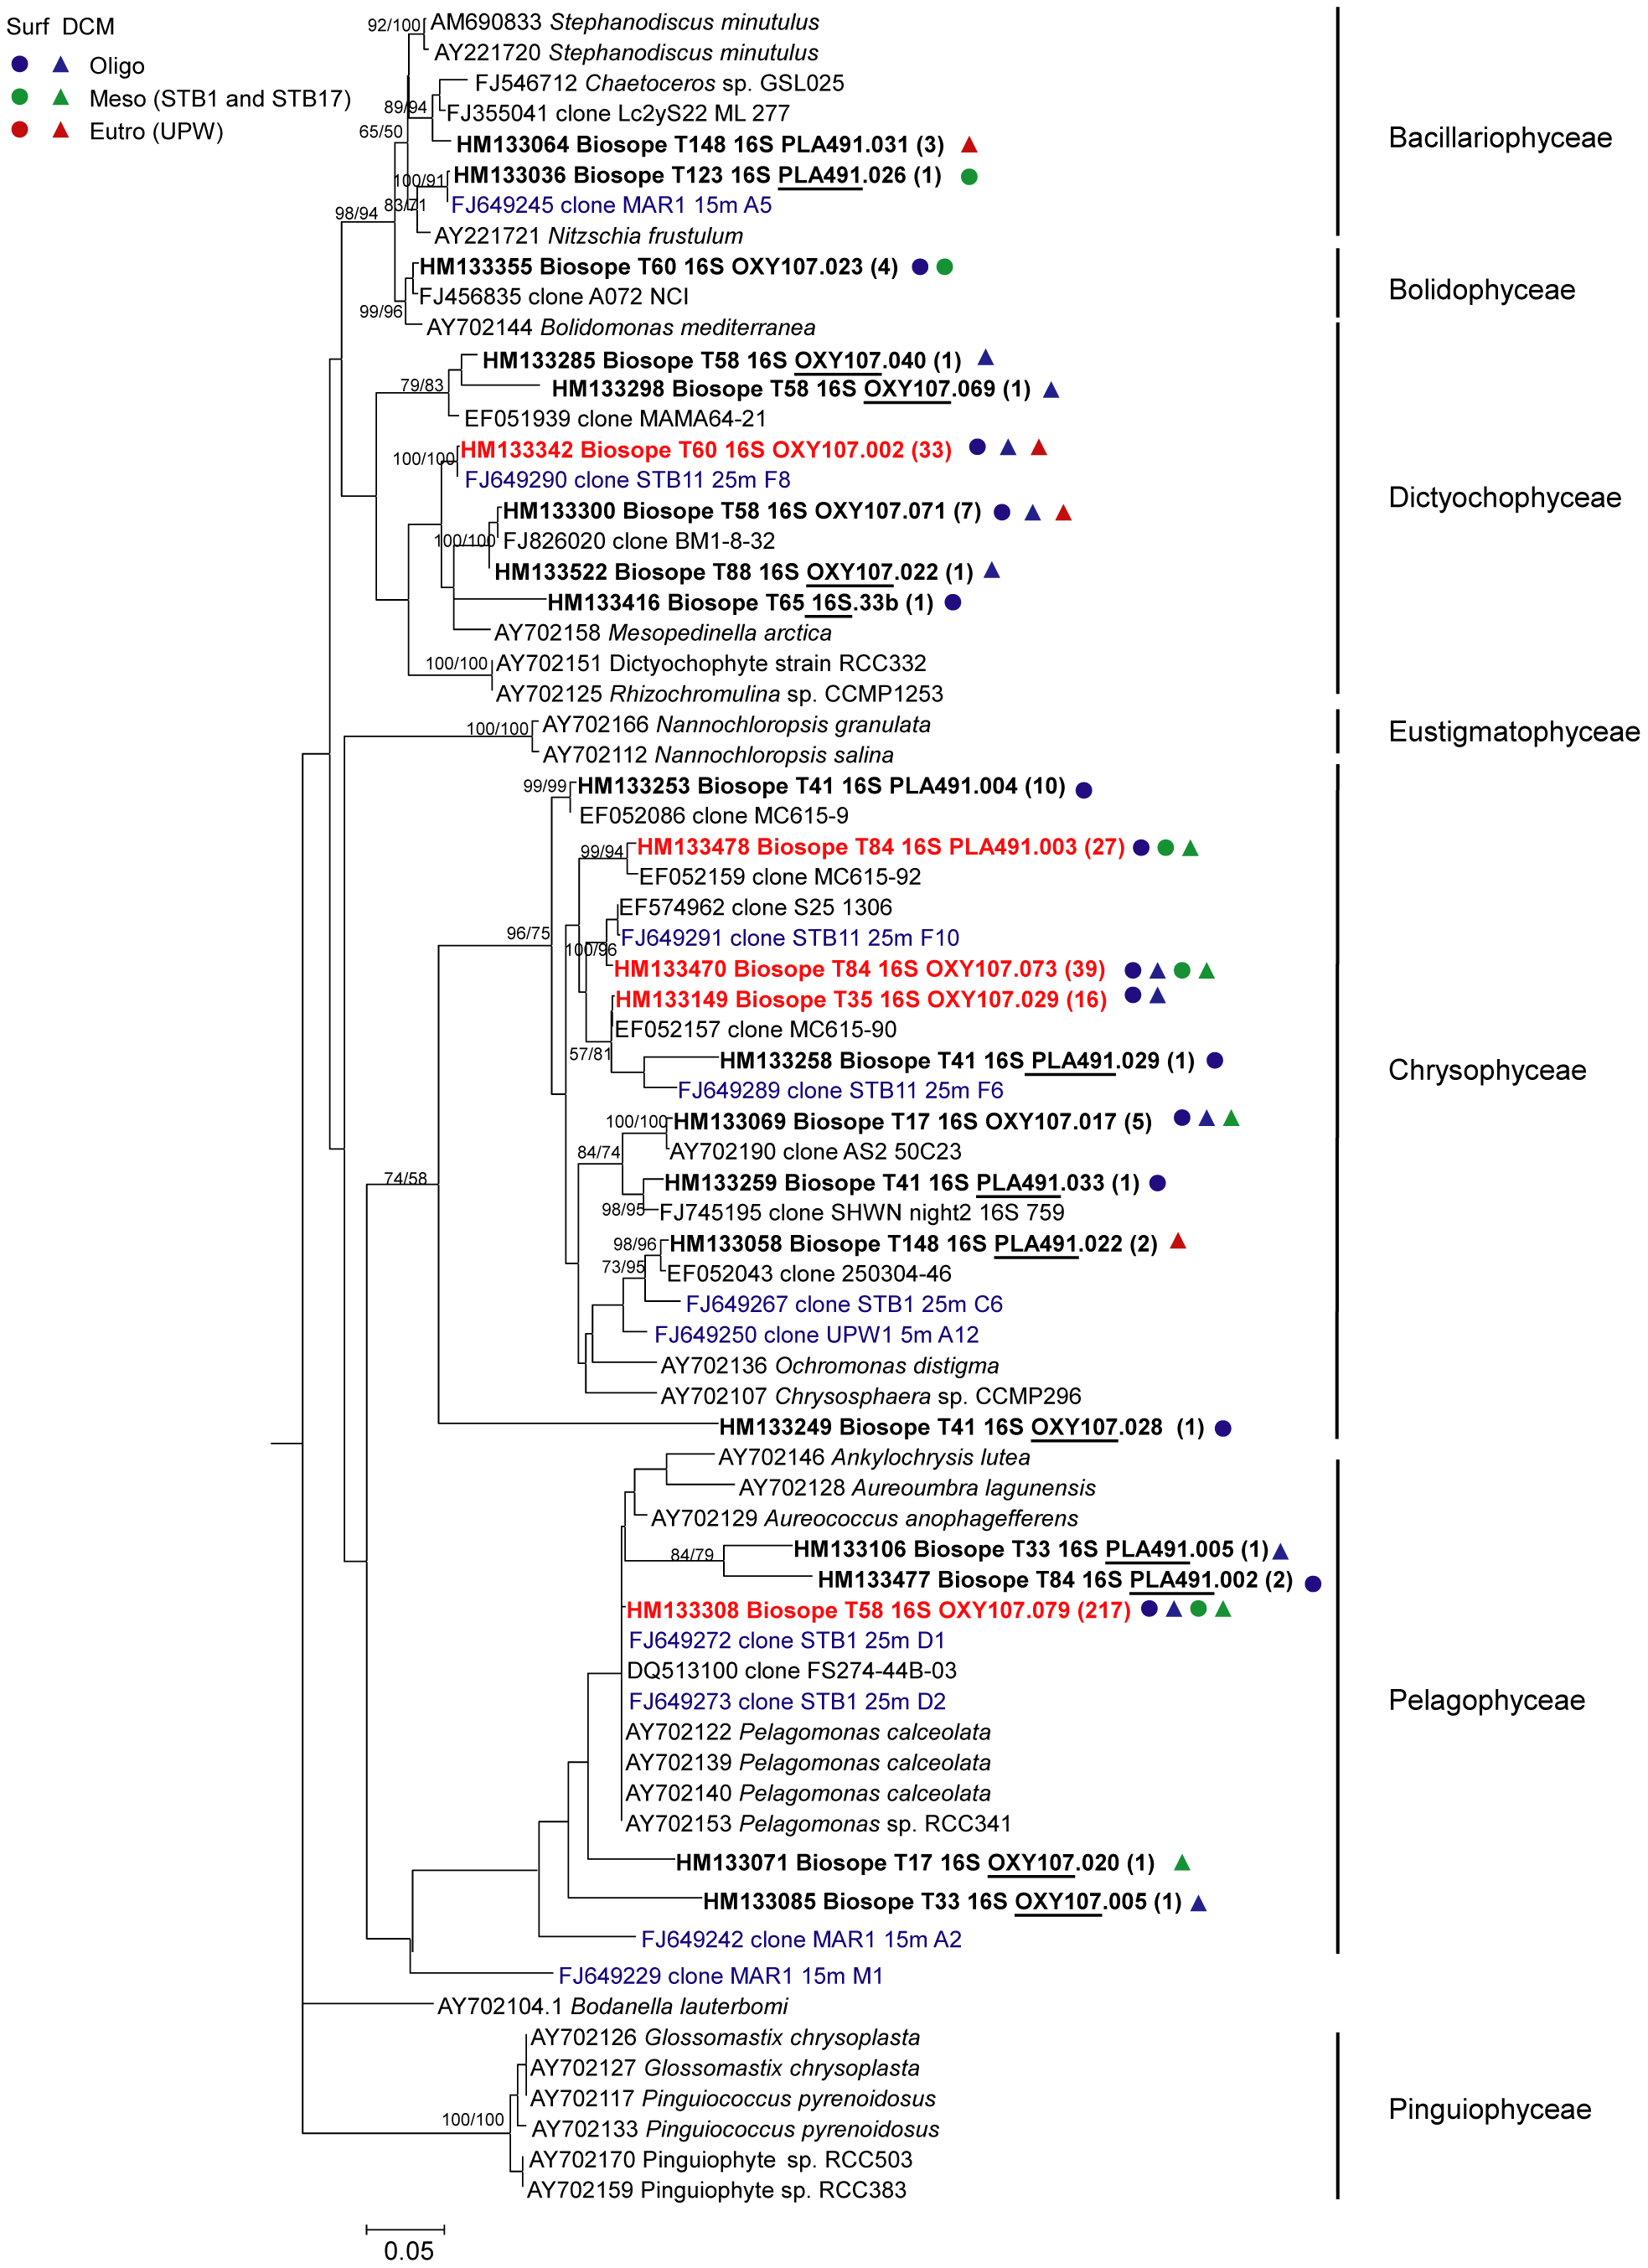 Surf DCM
Oligo
Meso (STB1 and STB17)
Eutro (UPW)
92/100
AM690833 Stephanodiscus minutulus
AY221720 Stephanodiscus minutulus
FJ546712 Chaetoceros sp. GSL025
89/94
FJ355041 clone Lc2yS22 ML 277
65/50
HM133064 Biosope T148 16S PLA491.031 (3)
100/91
HM133036 Biosope T123 16S PLA491.026 (1)
83/71
FJ649245 clone MAR1 15m A5
98/94
AY221721 Nitzschia frustulum
Bacillariophyceae
HM133355 Biosope T60 16S OXY107.023 (4)
FJ456835 clone A072 NCI
99/96
AY702144 Bolidomonas mediterranea
Bolidophyceae
HM133285 Biosope T58 16S OXY107.040 (1)
79/83
HM133298 Biosope T58 16S OXY107.069 (1)
EF051939 clone MAMA64-21
HM133342 Biosope T60 16S OXY107.002 (33)
100/100
FJ649290 clone STB11 25m F8
HM133300 Biosope T58 16S OXY107.071 (7)
100/100
FJ826020 clone BM1-8-32
HM133522 Biosope T88 16S OXY107.022 (1)
HM133416 Biosope T65 16S.33b (1)
AY702158 Mesopedinella arctica
100/100
AY702151 Dictyochophyte strain RCC332
AY702125 Rhizochromulina sp. CCMP1253
Dictyochophyceae
100/100
AY702166 Nannochloropsis granulata
AY702112 Nannochloropsis salina
Eustigmatophyceae
99/99
HM133253 Biosope T41 16S PLA491.004 (10)
EF052086 clone MC615-9
99/94
HM133478 Biosope T84 16S PLA491.003 (27)
EF052159 clone MC615-92
EF574962 clone S25 1306
96/75
FJ649291 clone STB11 25m F10
100/96
HM133470 Biosope T84 16S OXY107.073 (39)
HM133149 Biosope T35 16S OXY107.029 (16)
EF052157 clone MC615-90
57/81
HM133258 Biosope T41 16S PLA491.029 (1)
FJ649289 clone STB11 25m F6
100/100
HM133069 Biosope T17 16S OXY107.017 (5)
84/74
AY702190 clone AS2 50C23
74/58
HM133259 Biosope T41 16S PLA491.033 (1)
98/95
FJ745195 clone SHWN night2 16S 759
98/96
HM133058 Biosope T148 16S PLA491.022 (2)
73/95
EF052043 clone 250304-46
FJ649267 clone STB1 25m C6
FJ649250 clone UPW1 5m A12
AY702136 Ochromonas distigma
AY702107 Chrysosphaera sp. CCMP296
HM133249 Biosope T41 16S OXY107.028 (1)
Chrysophyceae
AY702146 Ankylochrysis lutea
AY702128 Aureoumbra lagunensis
AY702129 Aureococcus anophagefferens
84/79
HM133106 Biosope T33 16S PLA491.005 (1)
HM133477 Biosope T84 16S PLA491.002 (2)
HM133308 Biosope T58 16S OXY107.079 (217)
FJ649272 clone STB1 25m D1
DQ513100 clone FS274-44B-03
FJ649273 clone STB1 25m D2
AY702122 Pelagomonas calceolata
AY702139 Pelagomonas calceolata
AY702140 Pelagomonas calceolata
AY702153 Pelagomonas sp. RCC341
HM133071 Biosope T17 16S OXY107.020 (1)
HM133085 Biosope T33 16S OXY107.005 (1)
FJ649242 clone MAR1 15m A2
Pelagophyceae
FJ649229 clone MAR1 15m M1
AY702104.1 Bodanella lauterbomi
AY702126 Glossomastix chrysoplasta
AY702127 Glossomastix chrysoplasta
AY702117 Pinguiococcus pyrenoidosus
100/100
AY702133 Pinguiococcus pyrenoidosus
AY702170 Pinguiophyte sp. RCC503
AY702159 Pinguiophyte sp. RCC383
Pinguiophyceae
0.05